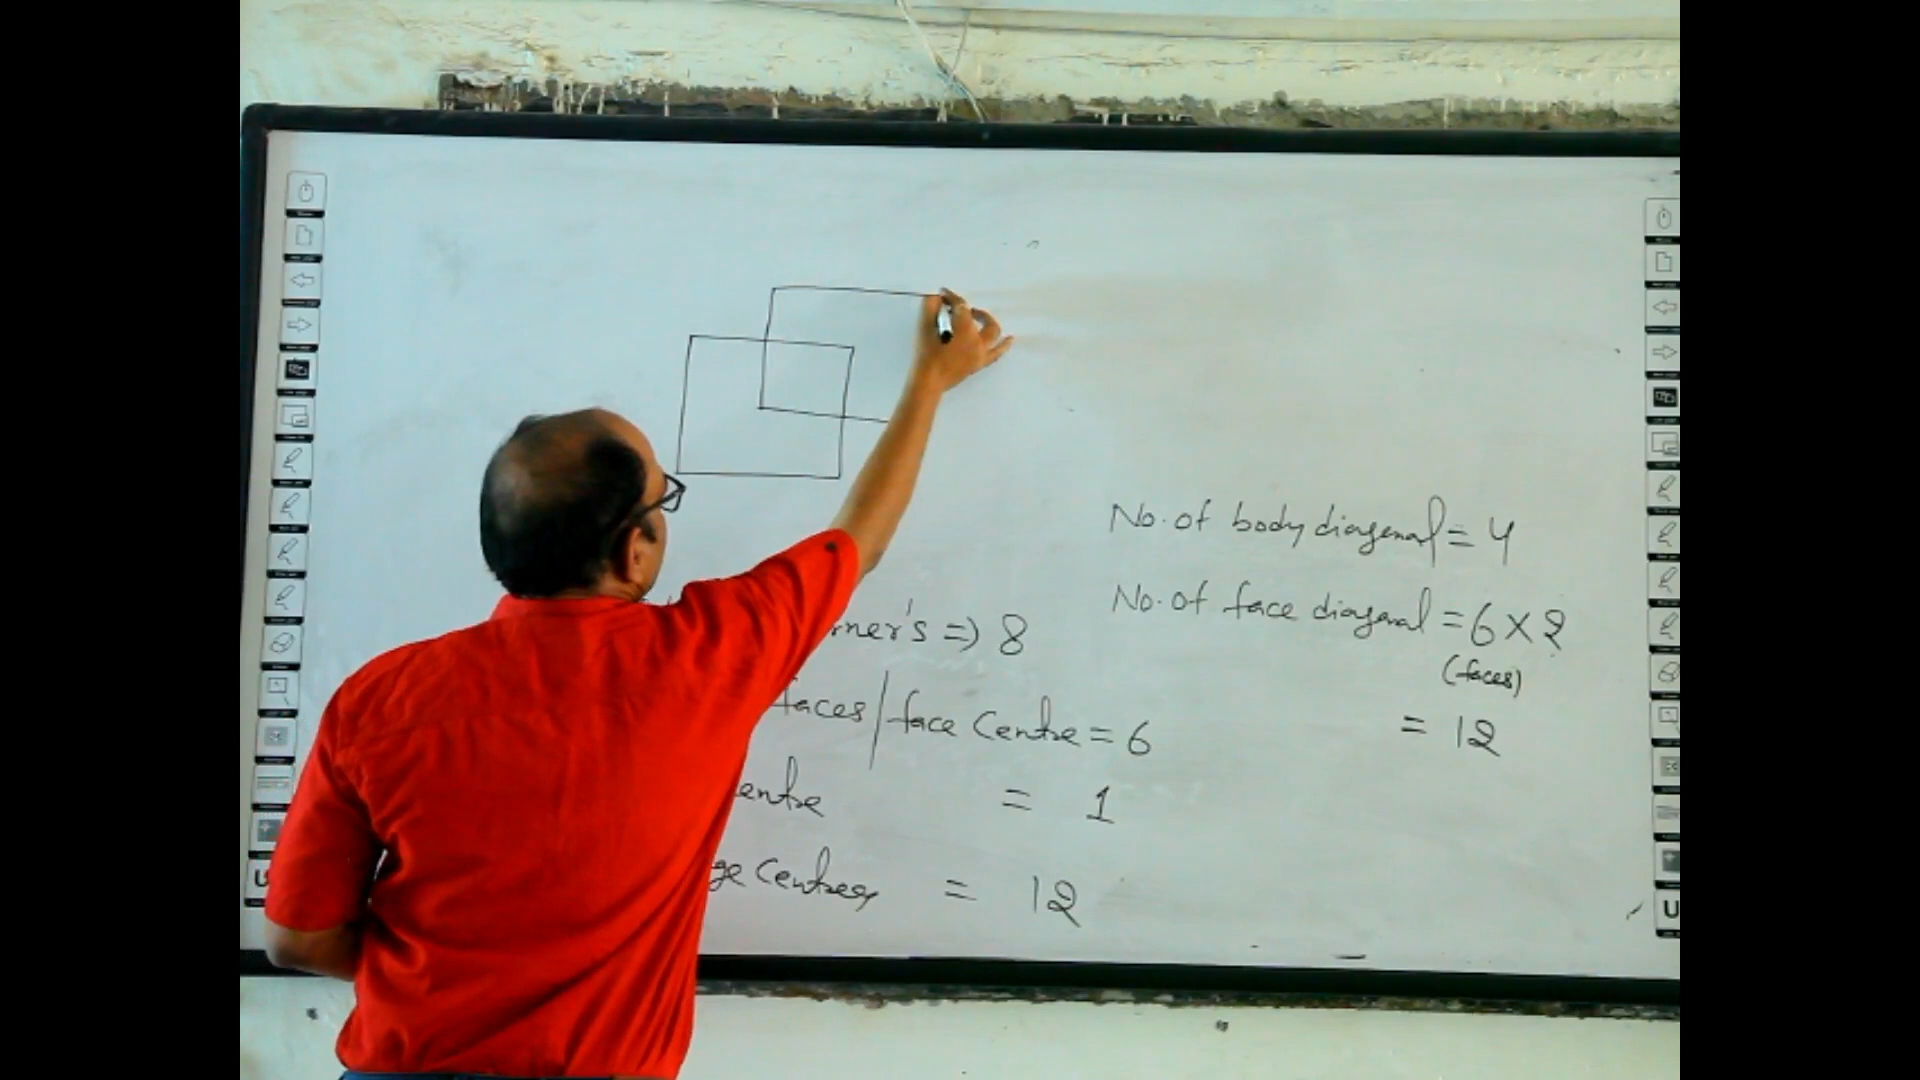 No. of body diagonal = 4
No. of face diagonal = 6 X 2
(faces)
= 12
rner's => 8
faces / face Centre = 6
entre = 1
ge Centres = 12
U
U